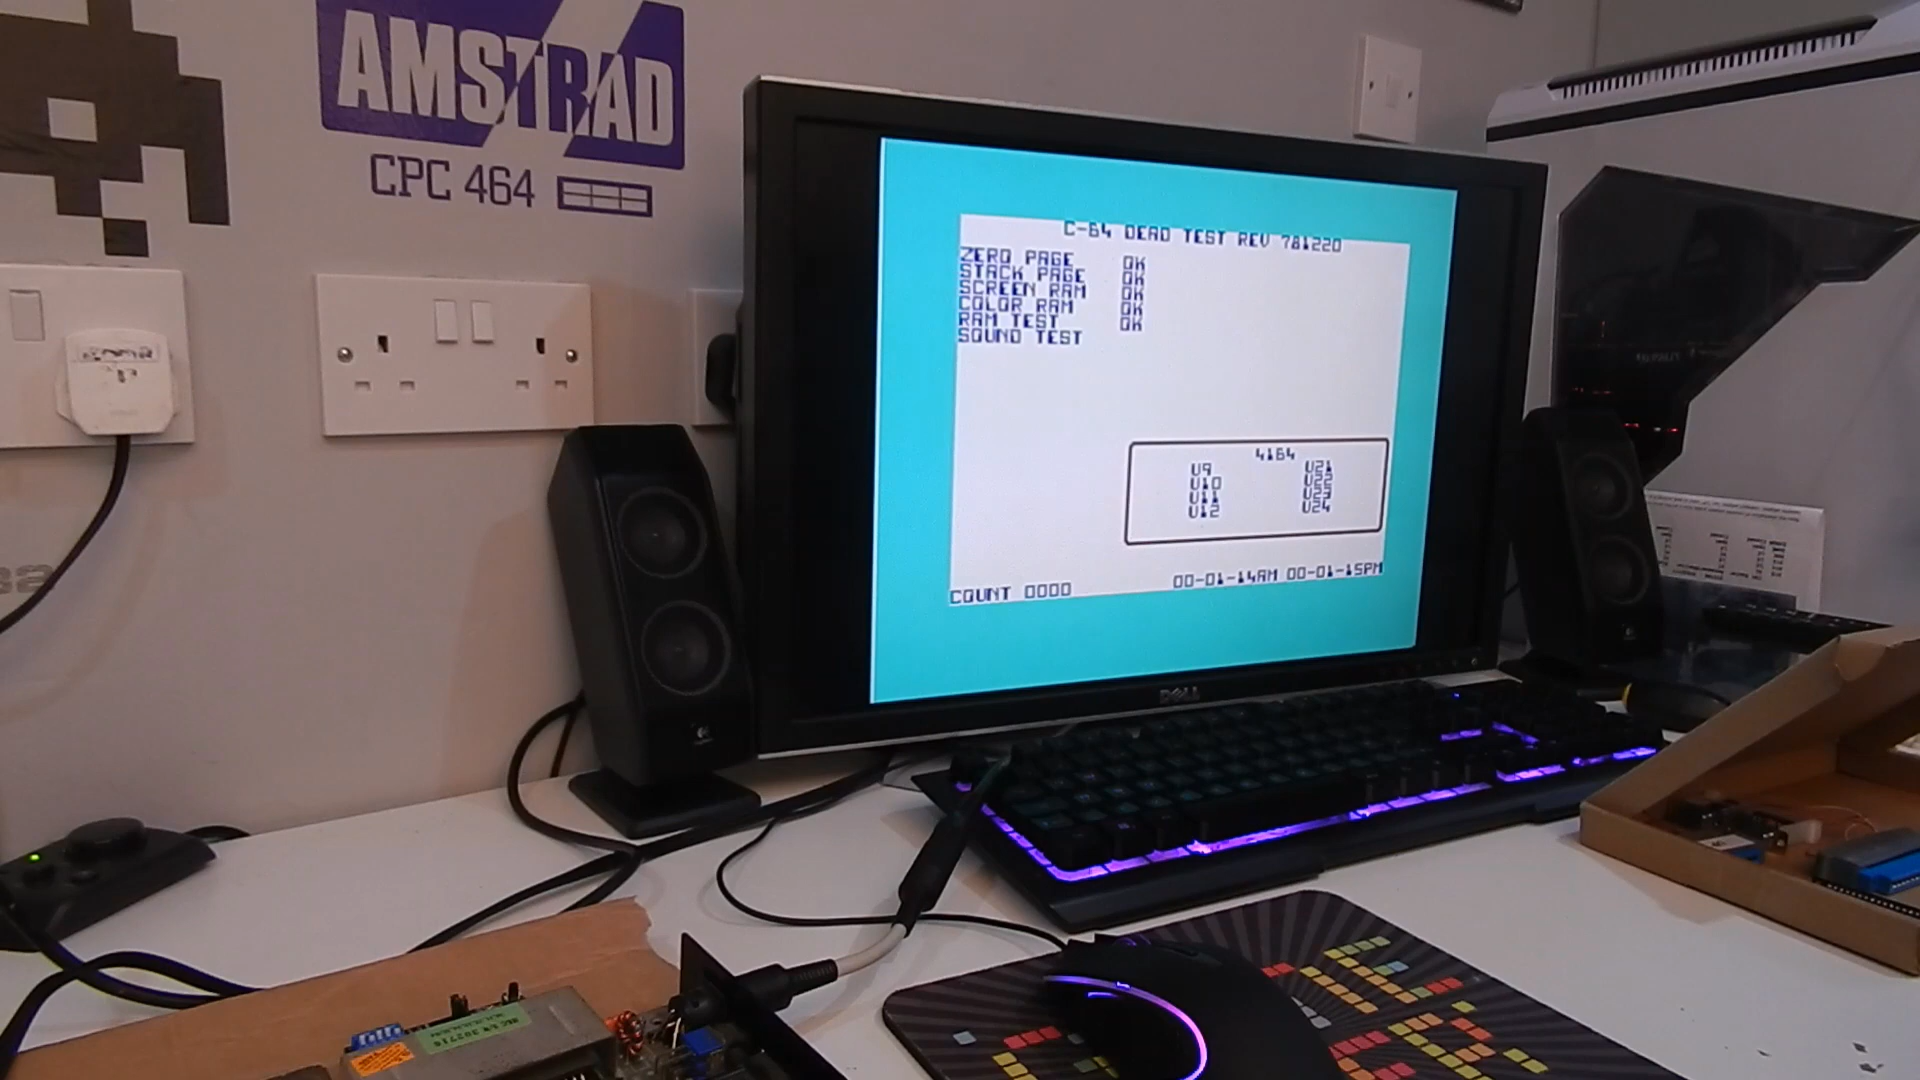 AMSTRAD
CPC 464
C-64 DEAD TEST REV 781220
ZERO PAGE OK
STACK PAGE OK
SCREEN RAM OK
COLOR RAM OK
RAM TEST OK
SOUND TEST
4164
U9 U21
U10 U22
U11 U23
U12 U24
COUNT 0000 00-01-14AM 00-01-15PM
DELL